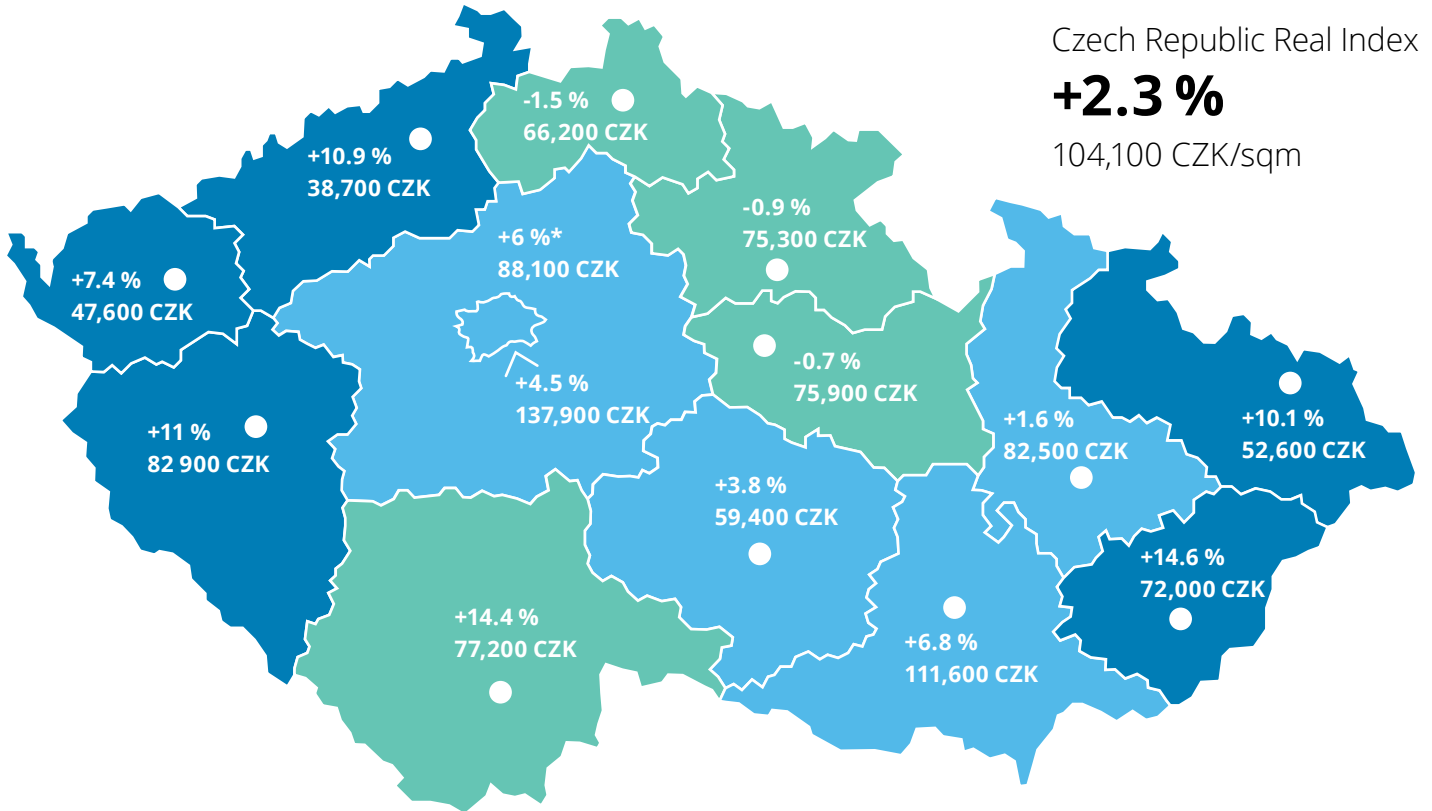 Czech Republic Real Index
+2.3 %
104,100 CZK/sqm
-1.5 %
66,200 CZK
+10.9 %
38,700 CZK
-0.9 %
75,300 CZK
+6 %*
88,100 CZK
+7.4 %
47,600 CZK
-0.7 %
75,900 CZK
+4.5 %
137,900 CZK
+11 %
82 900 CZK
+1.6 %
82,500 CZK
+10.1 %
52,600 CZK
+3.8 %
59,400 CZK
+14.6 %
72,000 CZK
+14.4 %
77,200 CZK
+6.8 %
111,600 CZK